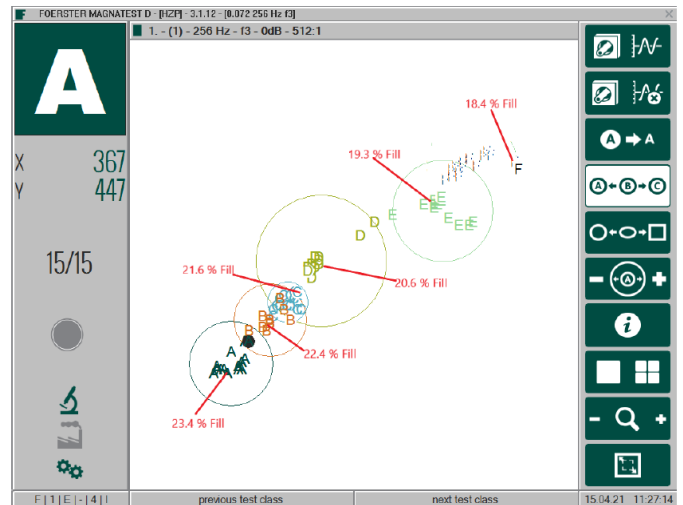 FOERSTER MAGNATEST D - [HZP] - 3.1.12 - [0.072 256 Hz f3]
1. - (1) - 256 Hz - f3 - 0dB - 512:1
A
X 367
Y 447
15/15
18.4 % Fill
F
19.3 % Fill
E E E E E E E E E
D D
D D D J
20.6 % Fill
21.6 % Fill
C C C
B B B B B B
22.4 % Fill
A A A A A A
23.4 % Fill
A → A
A B C
- A +
i
- +
F | 1 | E | - | 4 | I
previous test class
next test class
15.04.21 11:27:14